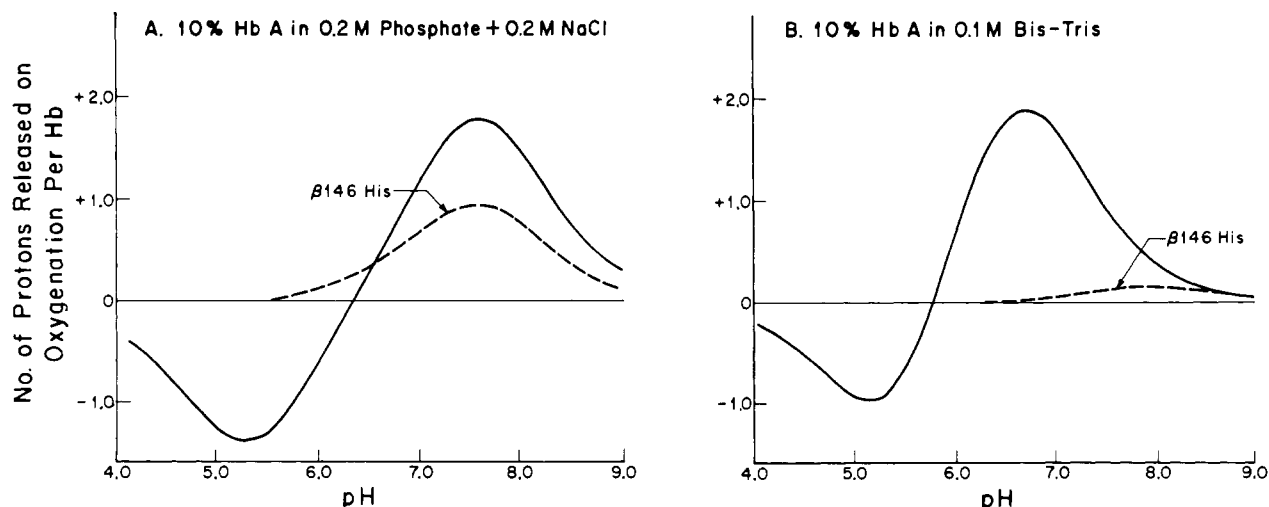 A. 10% Hb A in 0.2 M Phosphate + 0.2 M NaCl
No. of Protons Released on
Oxygenation Per Hb
+2.0
+1.0
0
-1.0
β146 His
4.0 5.0 6.0 7.0 8.0 9.0
pH
B. 10% Hb A in 0.1 M Bis-Tris
+2.0
+1.0
0
-1.0
β146 His
4.0 5.0 6.0 7.0 8.0 9.0
pH